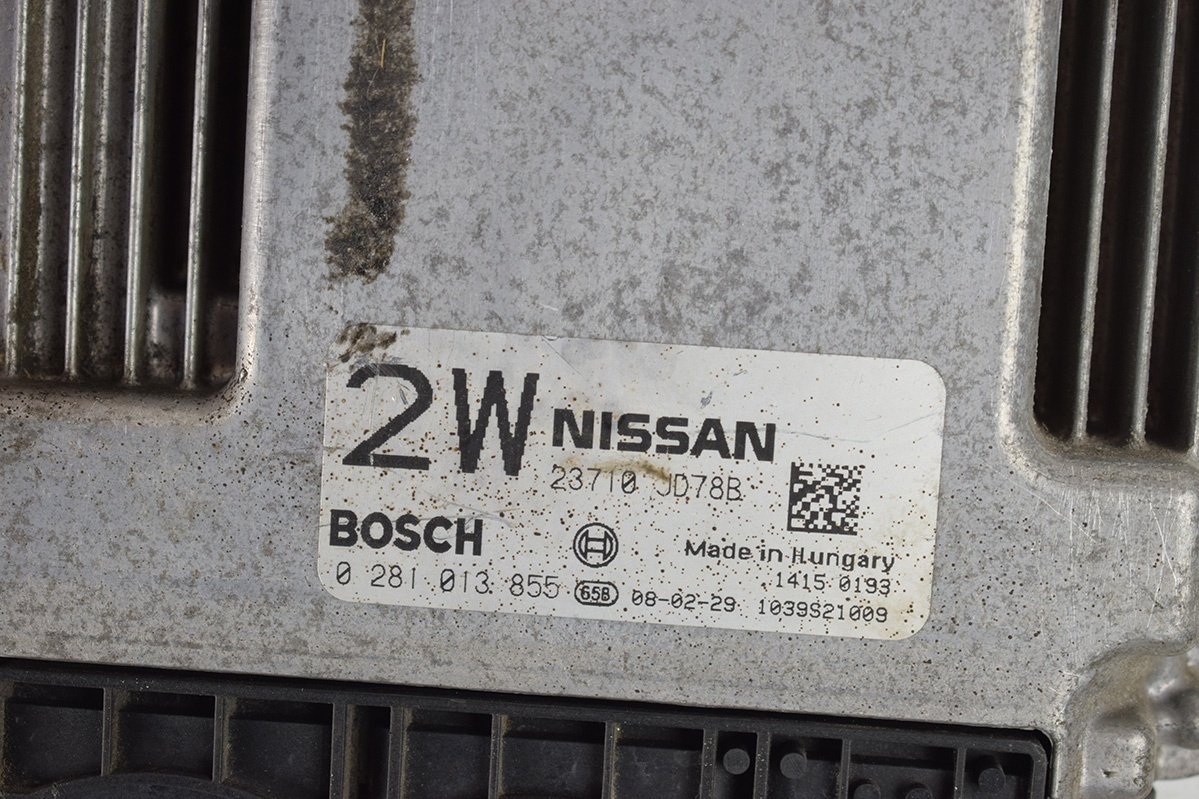 2W NISSAN
23710 JD78B
BOSCH
Made in Hungary
1415 0193
0 281 013 855 65B 08-02-29 1039S21009